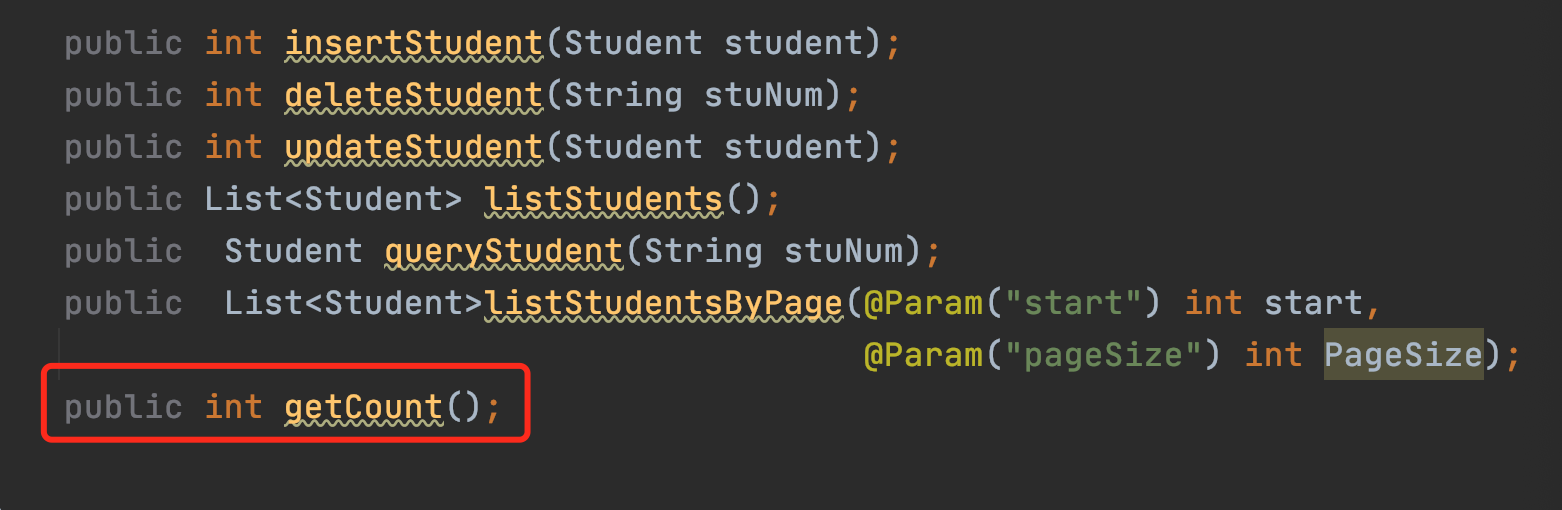 public int insertStudent(Student student);
public int deleteStudent(String stuNum);
public int updateStudent(Student student);
public List<Student> listStudents();
public  Student queryStudent(String stuNum);
public  List<Student>listStudentsByPage(@Param("start") int start,
@Param("pageSize") int PageSize);
public int getCount();